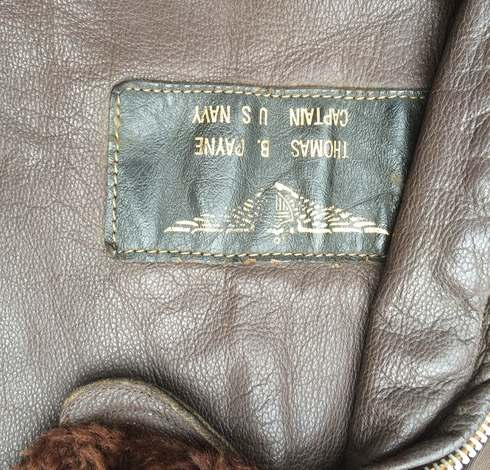 THOMAS B. PAYNE
CAPTAIN U S NAVY